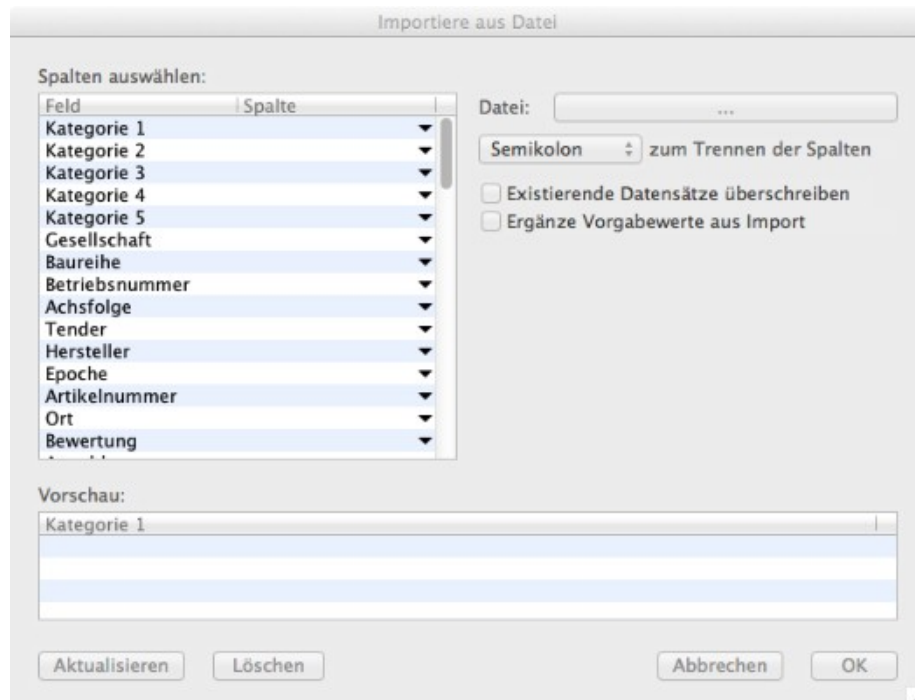 Importiere aus Datei
Spalten auswählen:
Feld Spalte
Kategorie 1
Kategorie 2
Kategorie 3
Kategorie 4
Kategorie 5
Gesellschaft
Baureihe
Betriebsnummer
Achsfolge
Tender
Hersteller
Epoche
Artikelnummer
Ort
Bewertung
Datei: ...
Semikolon zum Trennen der Spalten
Existierende Datensätze überschreiben
Ergänze Vorgabewerte aus Import
Vorschau:
Kategorie 1
Aktualisieren Löschen Abbrechen OK